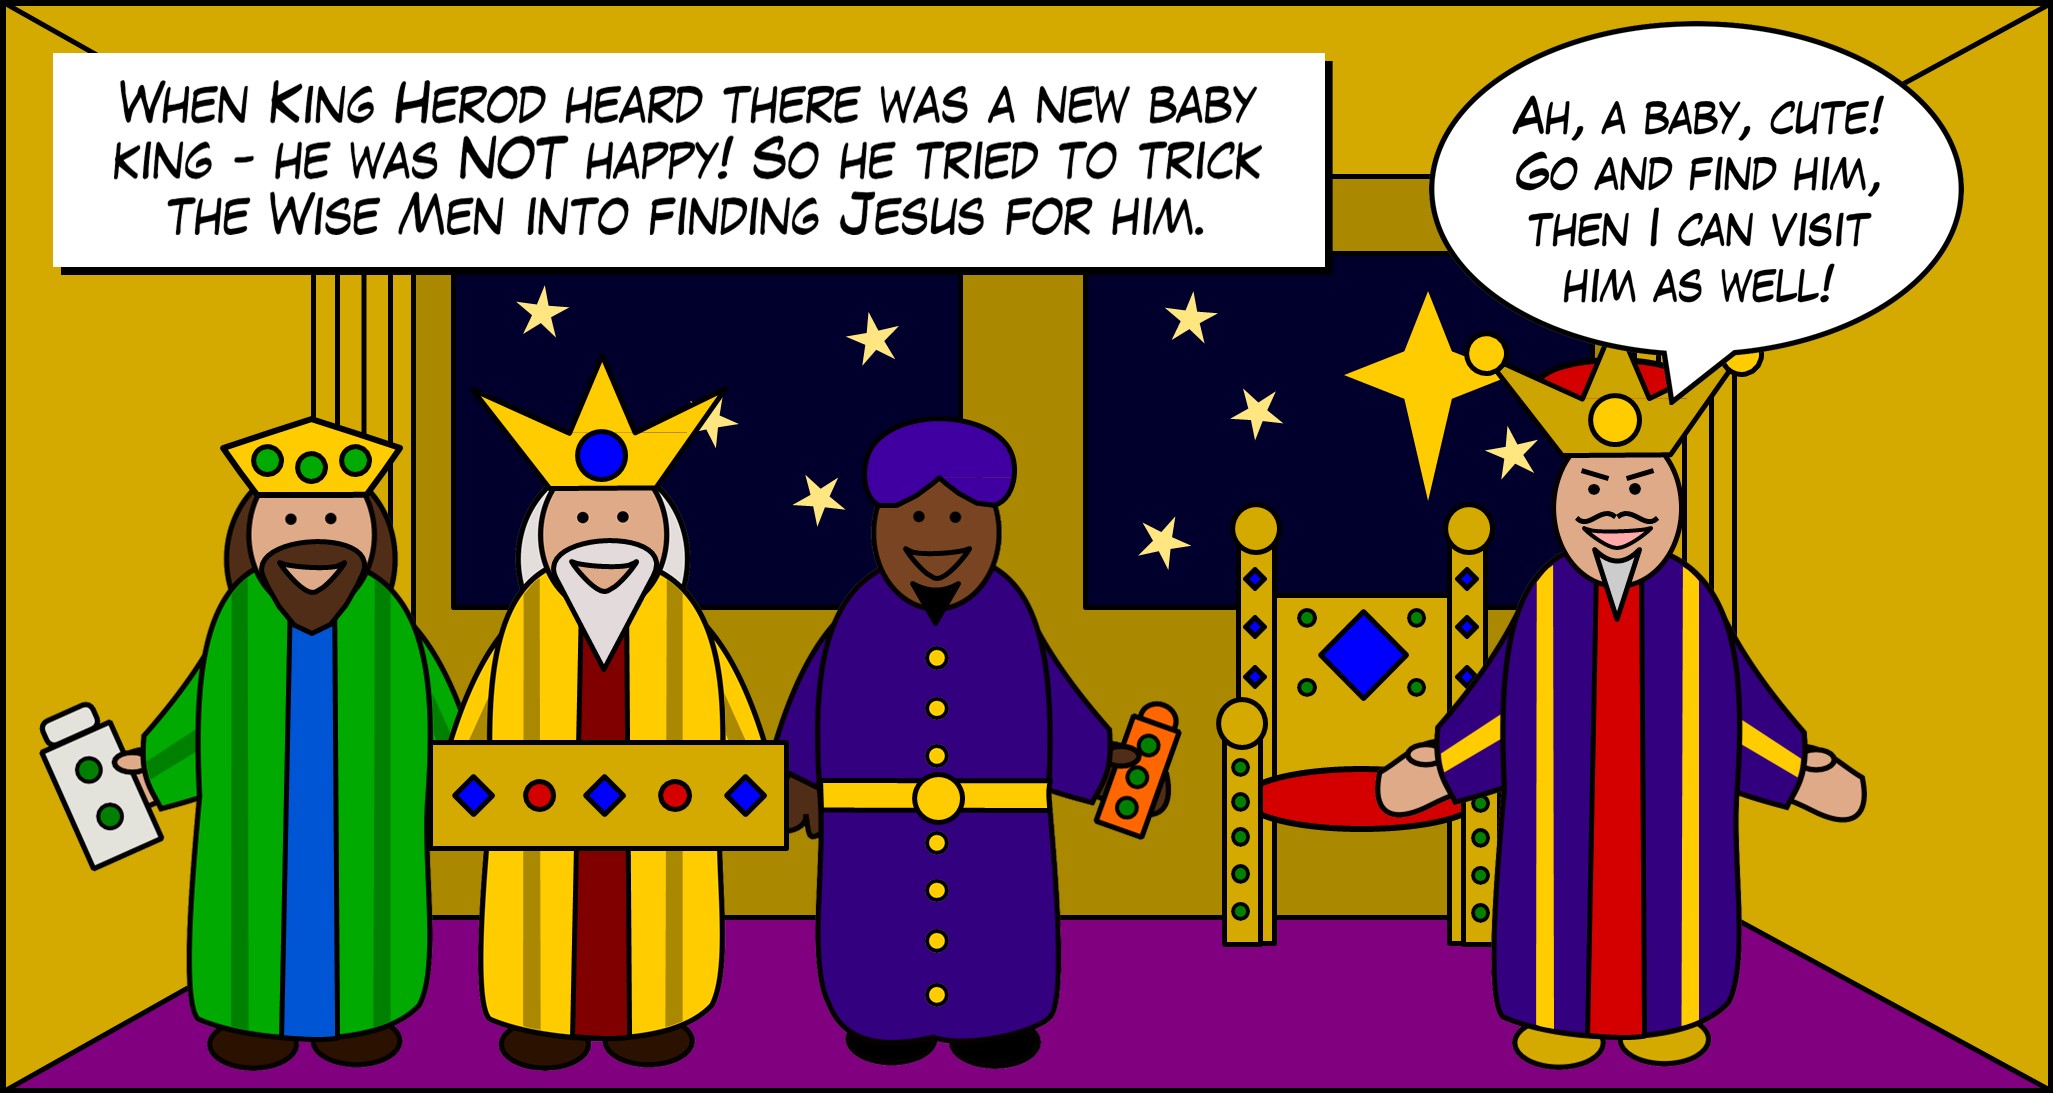 When King Herod heard there was a new baby
king - he was NOT happy! So he tried to trick
the Wise Men into finding Jesus for him.
Ah, a baby, cute!
Go and find him,
then I can visit
him as well!